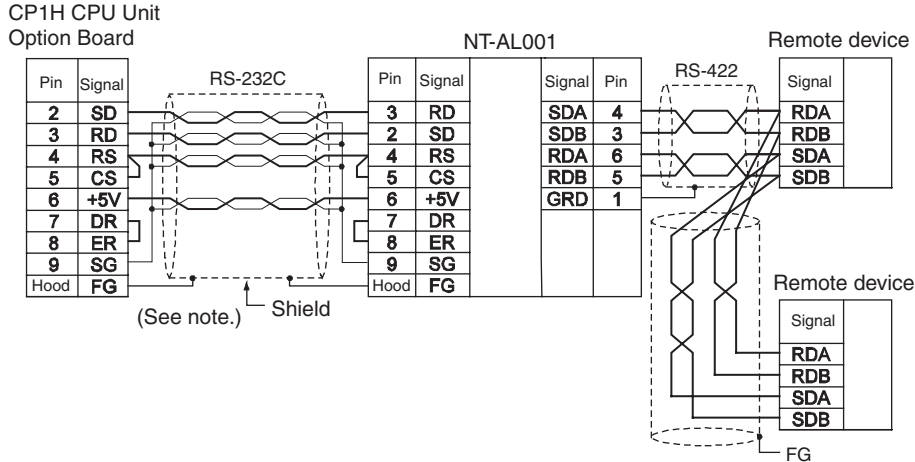 CP1H CPU Unit
Option Board
NT-AL001
Remote device
RS-232C
RS-422
Pin Signal
2 SD
3 RD
4 RS
5 CS
6 +5V
7 DR
8 ER
9 SG
Hood FG
Pin Signal
3 RD
2 SD
4 RS
5 CS
6 +5V
7 DR
8 ER
9 SG
Hood FG
Signal Pin
SDA 4
SDB 3
RDA 6
RDB 5
GRD 1
Signal
RDA
RDB
SDA
SDB
(See note.)
Shield
Remote device
Signal
RDA
RDB
SDA
SDB
FG